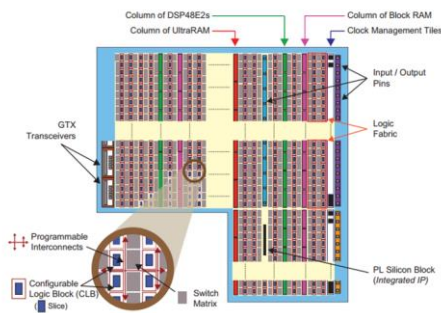 Column of DSP48E2s
Column of Block RAM
Column of UltraRAM
Clock Management Tiles
Input / Output
Pins
GTX
Transceivers
Logic
Fabric
Programmable
Interconnects
Configurable
Logic Block (CLB)
( Slice)
Switch
Matrix
PL Silicon Block
(Integrated IP)